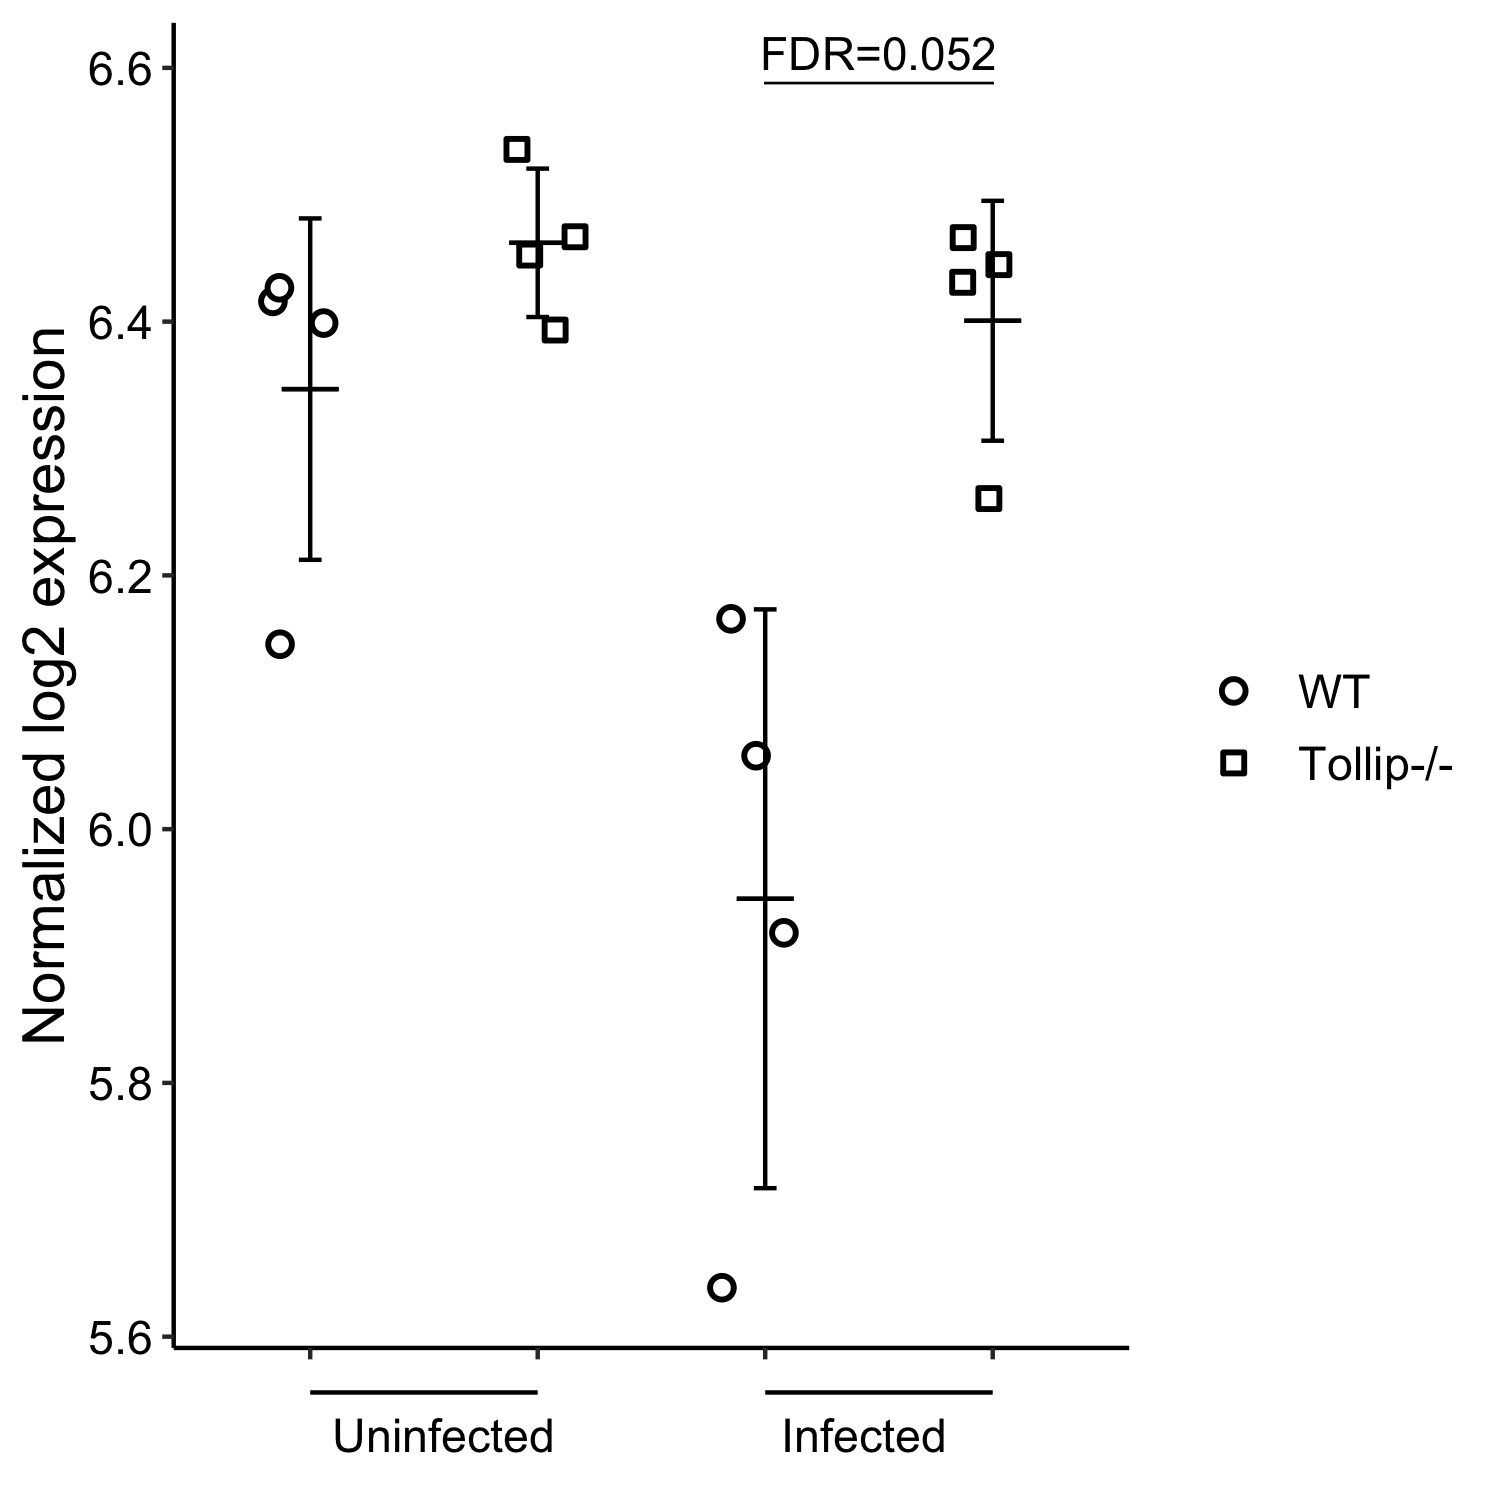 FDR=0.052
6.6
6.4
6.2
6.0
5.8
5.6
Normalized log2 expression
WT
Tollip-/-
Uninfected
Infected